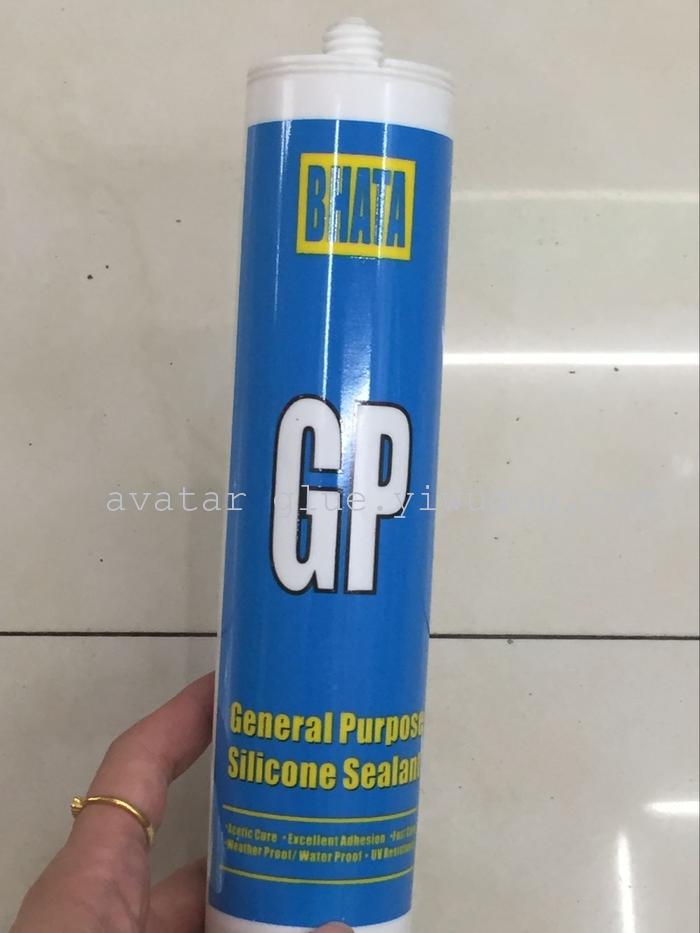 BHATA
GP
avatar glue.yiwu
General Purpose
Silicone Sealant
•Acetic Cure •Excellent Adhesion •Fast
Weather Proof/ Water Proof • UV Resistant